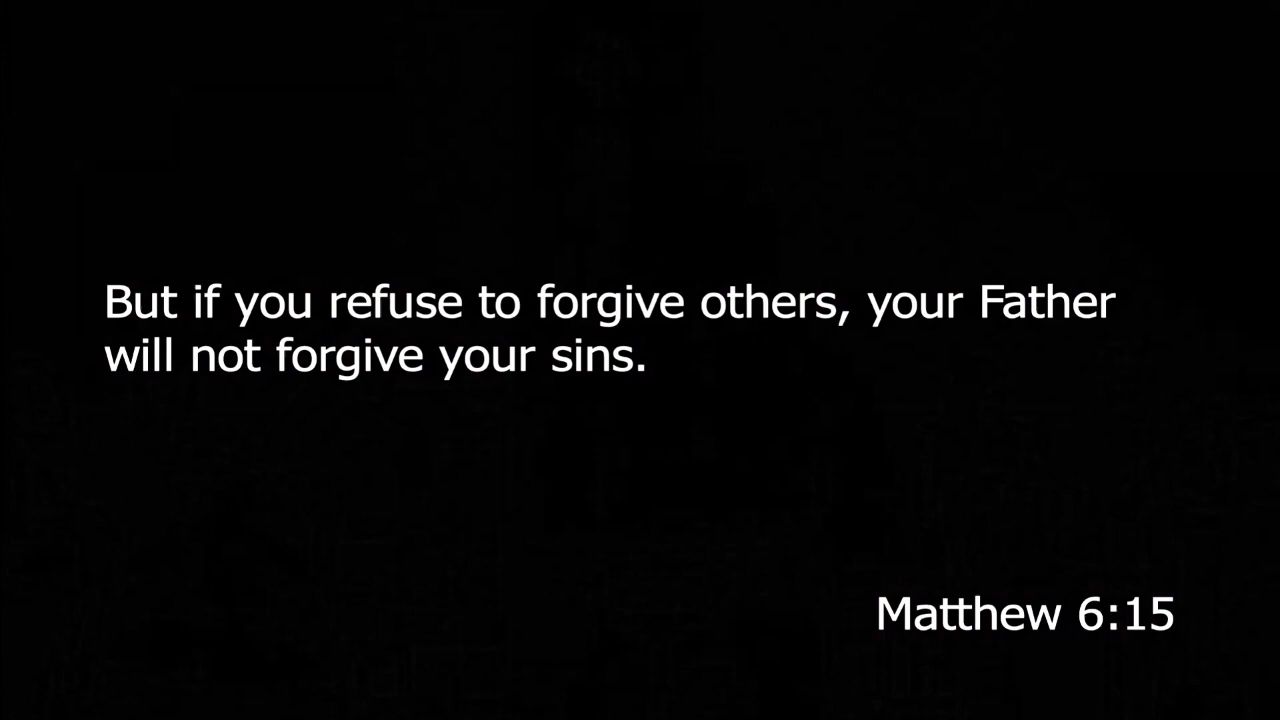 But if you refuse to forgive others, your Father
will not forgive your sins.
Matthew 6:15